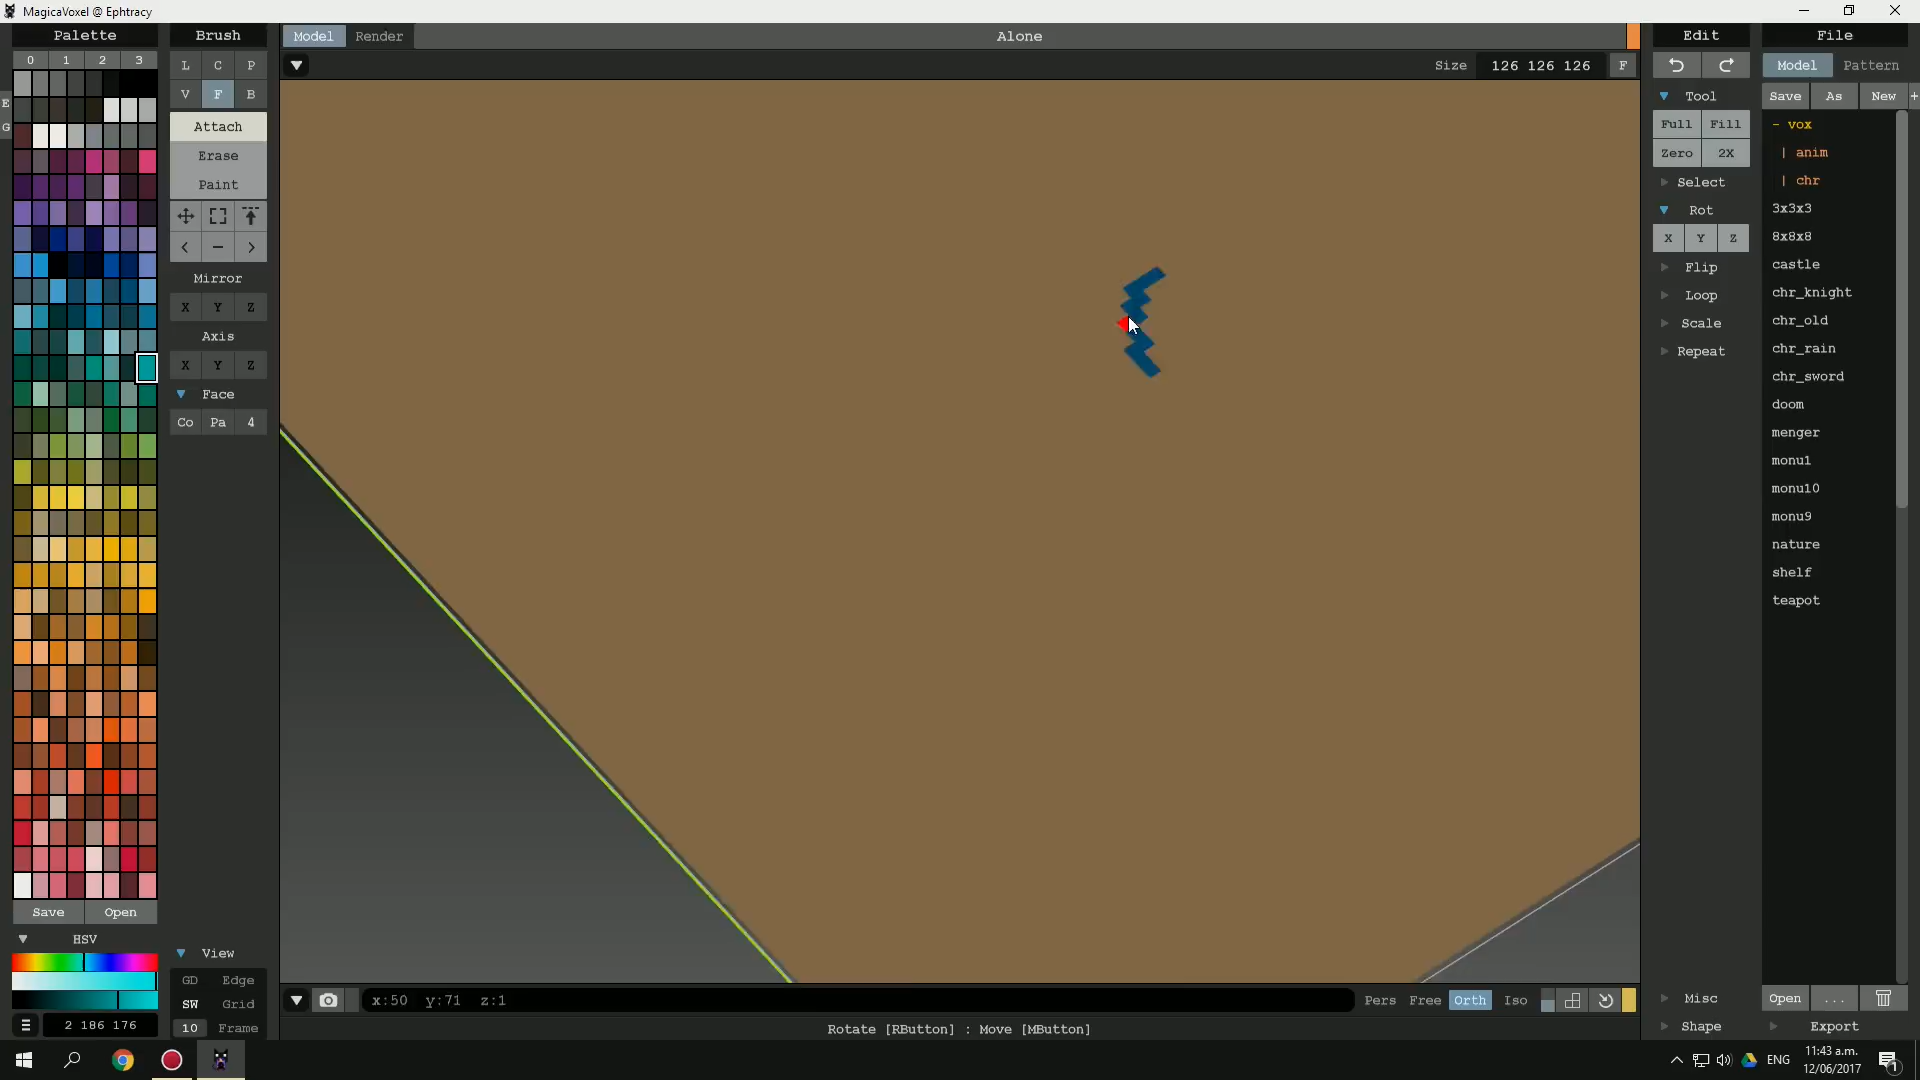 MagicaVoxel @ Ephtracy
Palette
Brush
Model Render
Alone
Edit
File
0 1 2 3
L C P
Size 126 126 126 F
Model Pattern
V F B
Tool
Save As New +
E
G
Attach
Full Fill
- vox
Erase
Zero 2X
| anim
Paint
Select
| chr
Rot
3x3x3
< - >
X Y Z
8x8x8
Mirror
Flip
castle
X Y Z
Loop
chr_knight
Axis
Scale
chr_old
X Y Z
Repeat
chr_rain
Face
chr_sword
Co Pa 4
doom
menger
monu1
monu10
monu9
nature
shelf
teapot
Save Open
HSV
View
GD Edge
SW Grid
10 Frame
2 186 176
x:50 y:71 z:1
Pers Free Orth Iso
Misc
Open ...
Shape
Export
Rotate [RButton] : Move [MButton]
ENG
11:43 a.m.
12/06/2017
1